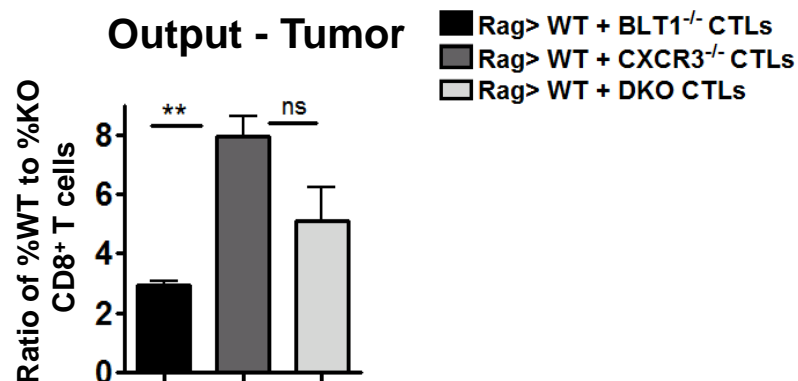 Output - Tumor
Rag> WT + BLT1-/- CTLs
Rag> WT + CXCR3-/- CTLs
Rag> WT + DKO CTLs
Ratio of %WT to %KO
CD8+ T cells
** ns
8
6
4
2
0